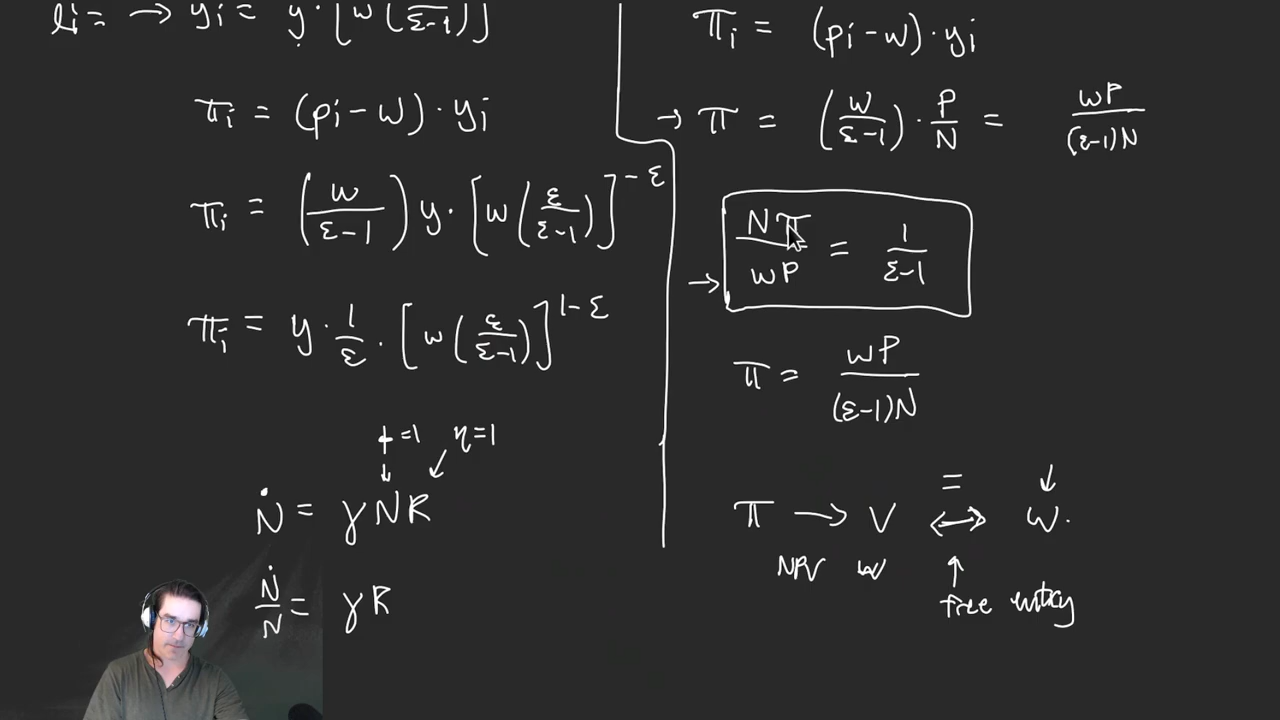 li = → yi = y · [w(ε/ε-1)]
πi = (pi - w) · yi
πi = (w/ε-1) y · [w(ε/ε-1)]^-ε
πi = y · 1/ε · [w(ε/ε-1)]^1-ε
ϕ=1 η=1
↓ ↙
Ṅ = γNR
Ṅ/N = γR
πi = (pi - w) · yi
→ π = (w/ε-1) · P/N = wP/(ε-1)N
→ Nπ/wP = 1/ε-1
π = wP/(ε-1)N
= ↓
π → V ↔ w.
NPV ↑
free entry